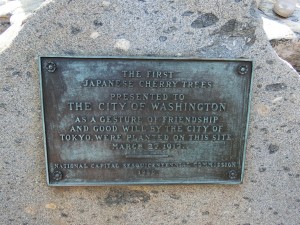 THE FIRST
JAPANESE CHERRY TREES
PRESENTED TO
THE CITY OF WASHINGTON
AS A GESTURE OF FRIENDSHIP
AND GOOD WILL BY THE CITY OF
TOKYO, WERE PLANTED ON THIS SITE
MARCH 27, 1912.
NATIONAL CAPITAL SESQUICENTENNIAL COMMISSION